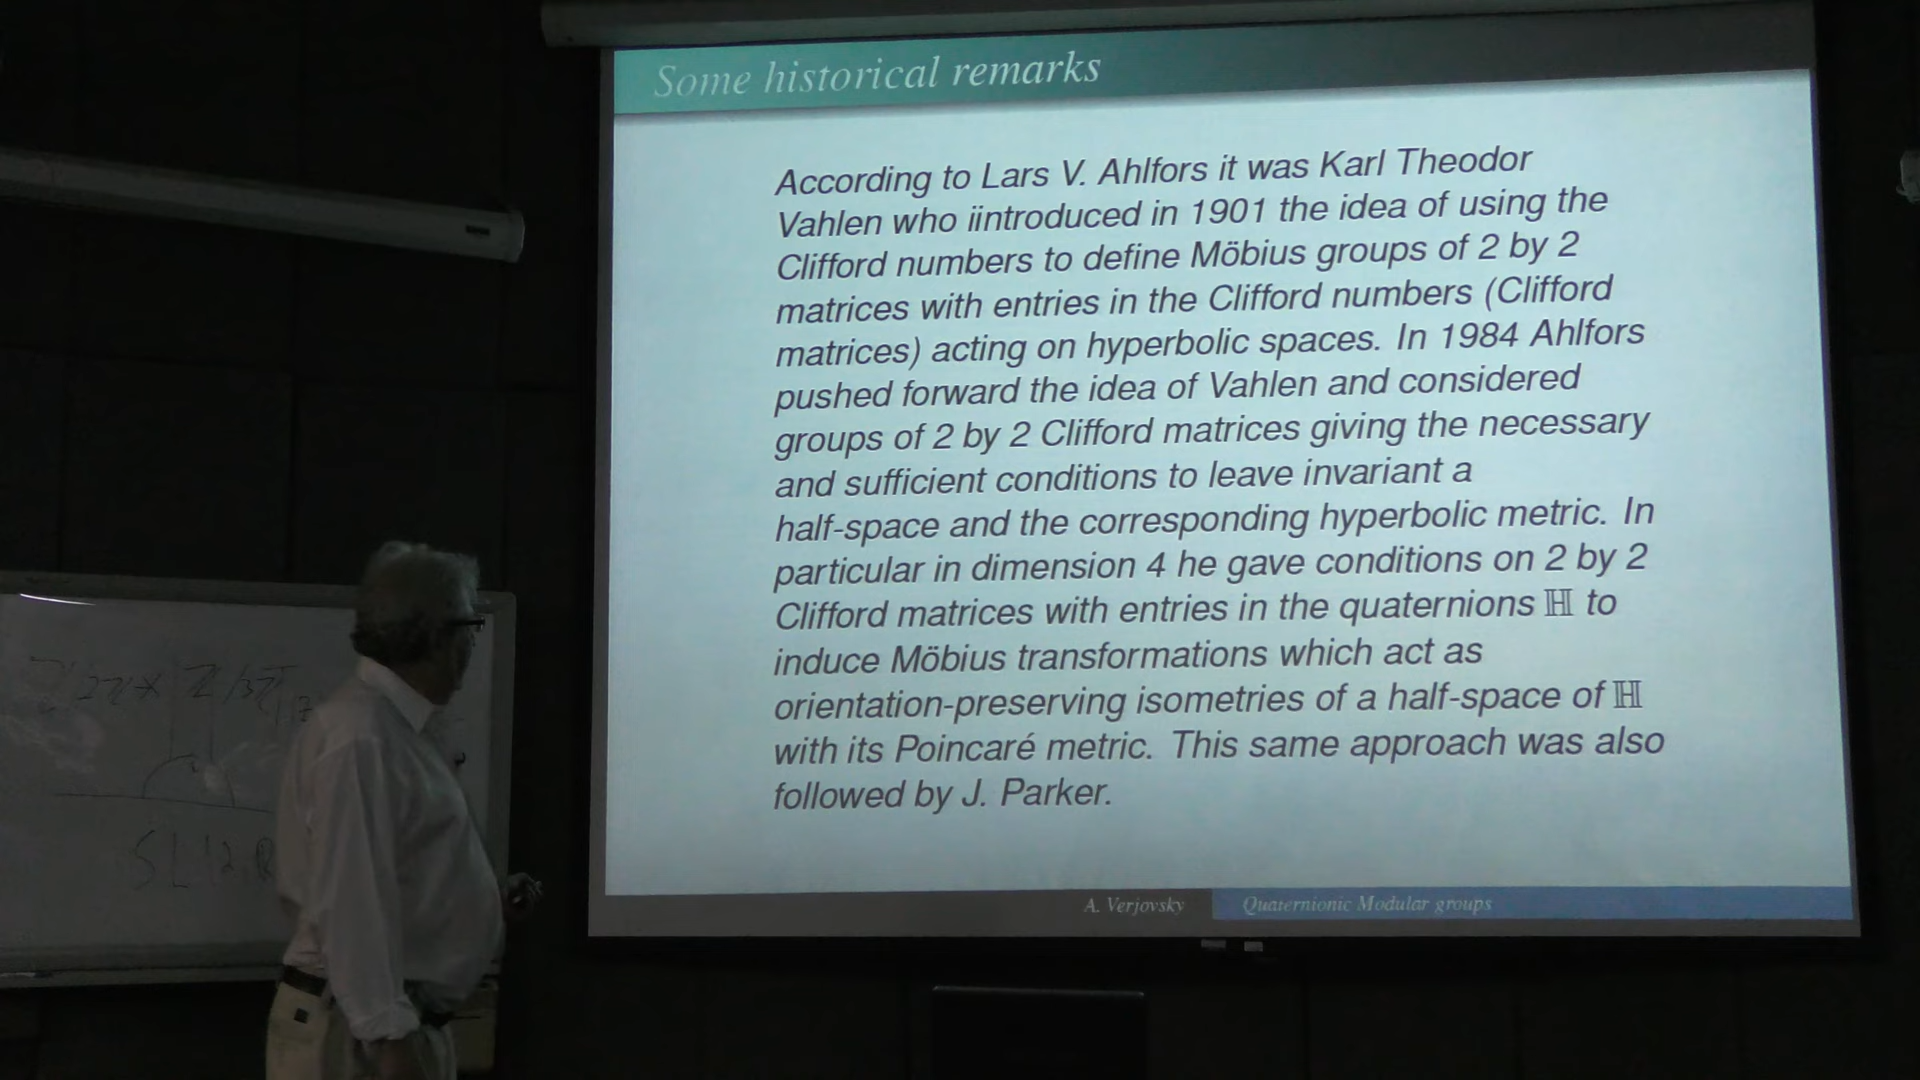 Some historical remarks
According to Lars V. Ahlfors it was Karl Theodor
Vahlen who iintroduced in 1901 the idea of using the
Clifford numbers to define Möbius groups of 2 by 2
matrices with entries in the Clifford numbers (Clifford
matrices) acting on hyperbolic spaces. In 1984 Ahlfors
pushed forward the idea of Vahlen and considered
groups of 2 by 2 Clifford matrices giving the necessary
and sufficient conditions to leave invariant a
half-space and the corresponding hyperbolic metric. In
particular in dimension 4 he gave conditions on 2 by 2
Clifford matrices with entries in the quaternions ℍ to
induce Möbius transformations which act as
orientation-preserving isometries of a half-space of ℍ
with its Poincaré metric. This same approach was also
followed by J. Parker.
A. Verjovsky
Quaternionic Modular groups